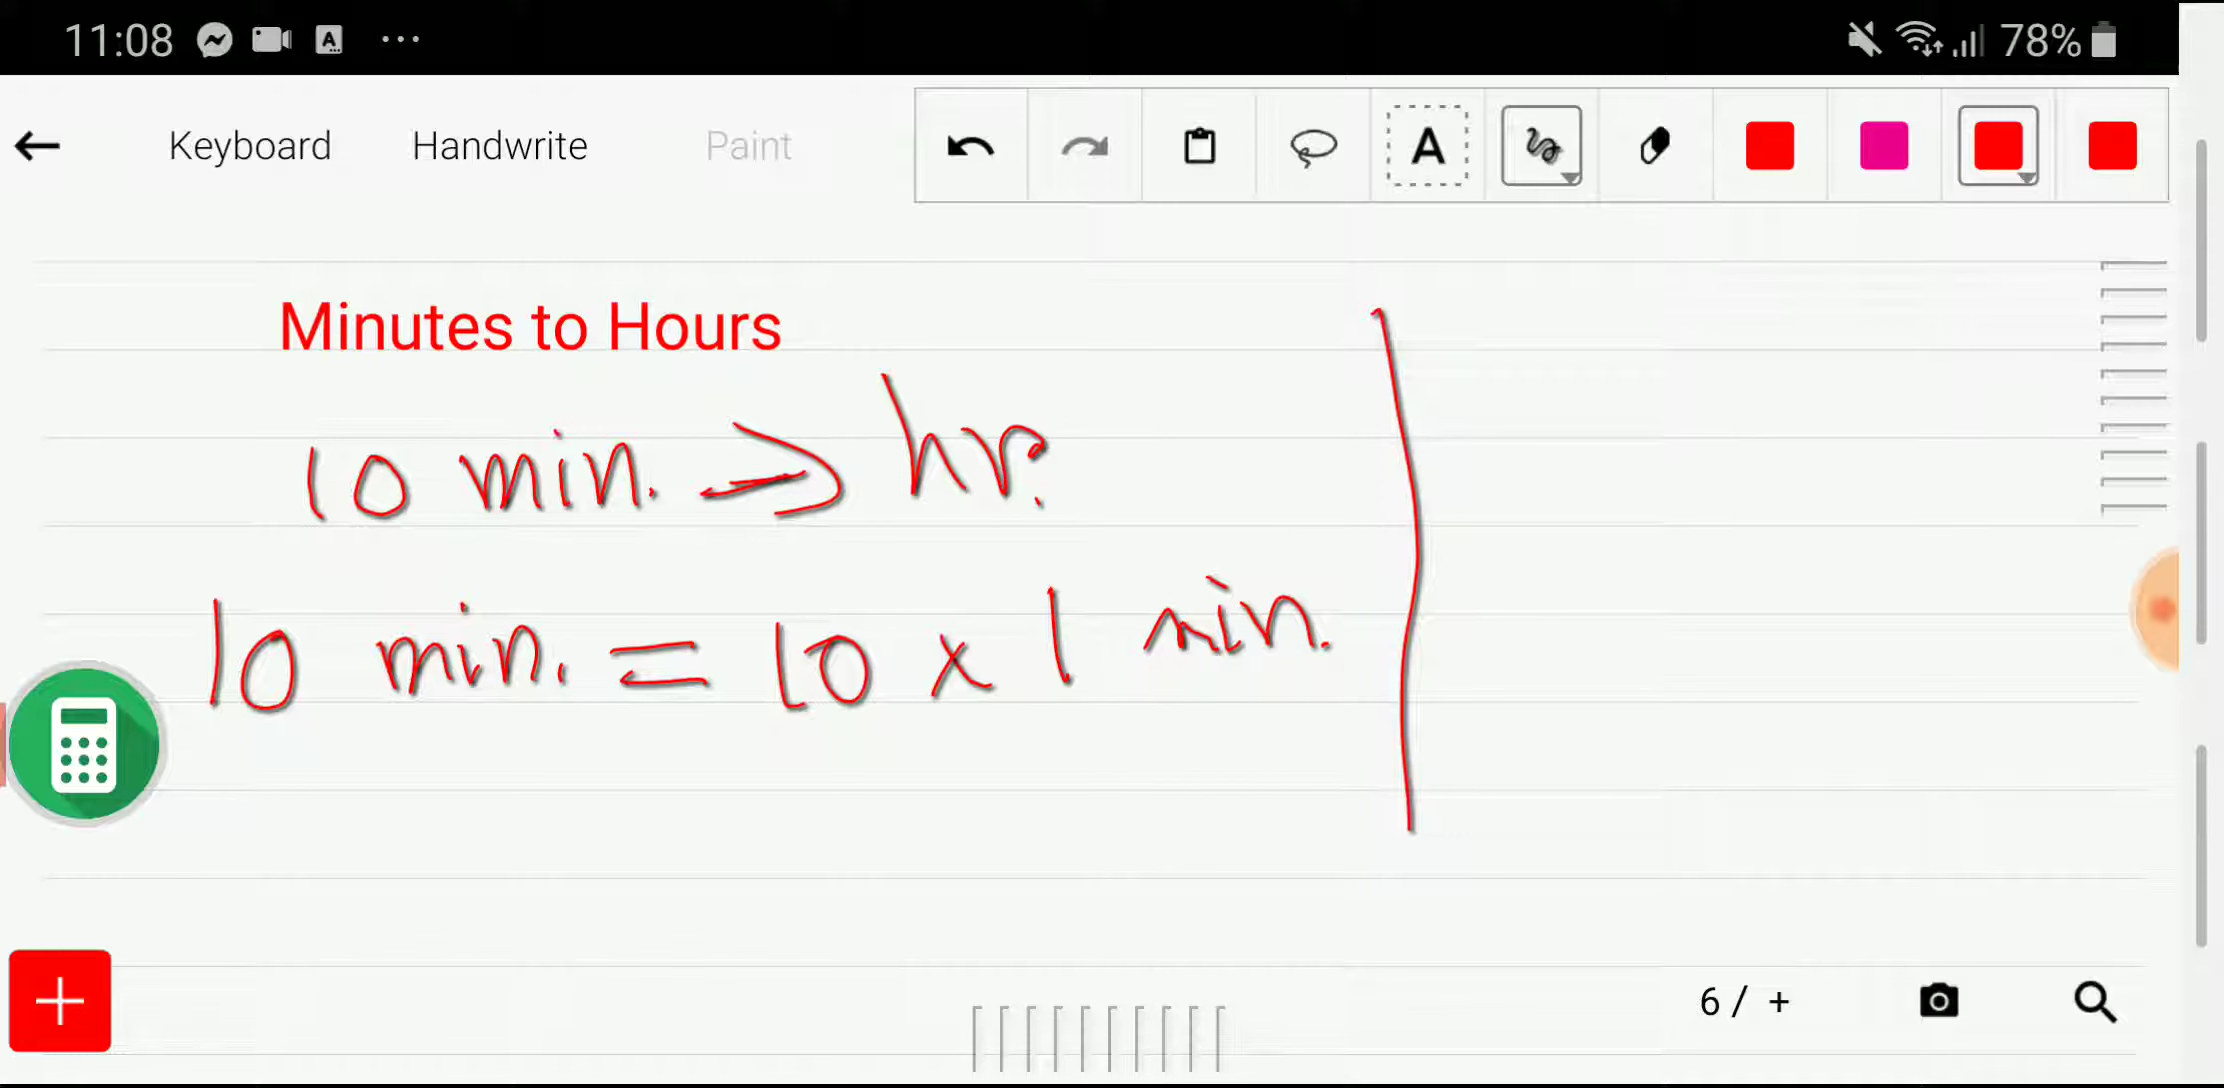 11:08 ... 78%
Keyboard Handwrite Paint A
Minutes to Hours
10 min. → hr.
10 min. = 10 x 1 min.
6 / +